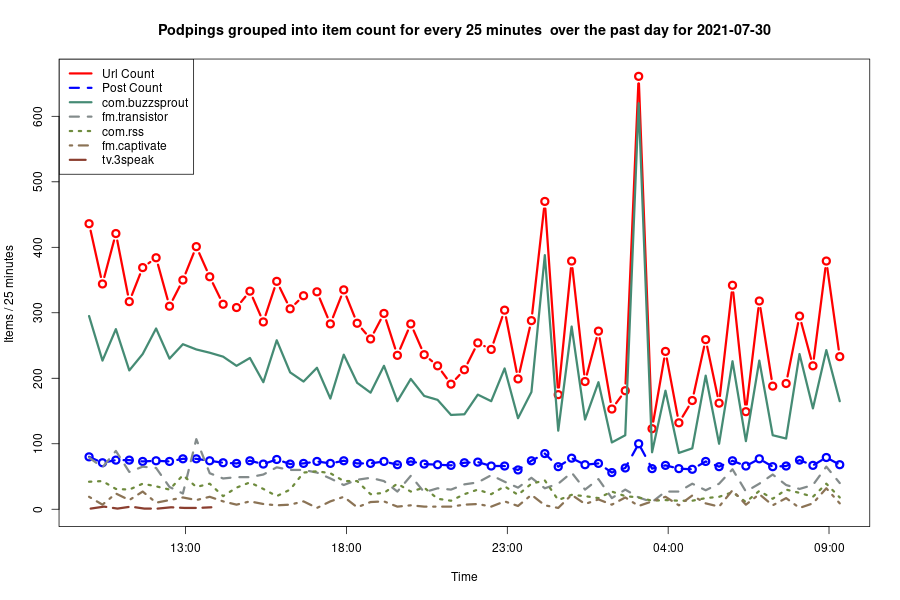 Podpings grouped into item count for every 25 minutes  over the past day for 2021-07-30
Url Count
Post Count
com.buzzsprout
fm.transistor
com.rss
fm.captivate
tv.3speak
Items / 25 minutes
600
500
400
300
200
100
0
13:00 18:00 23:00 04:00 09:00
Time